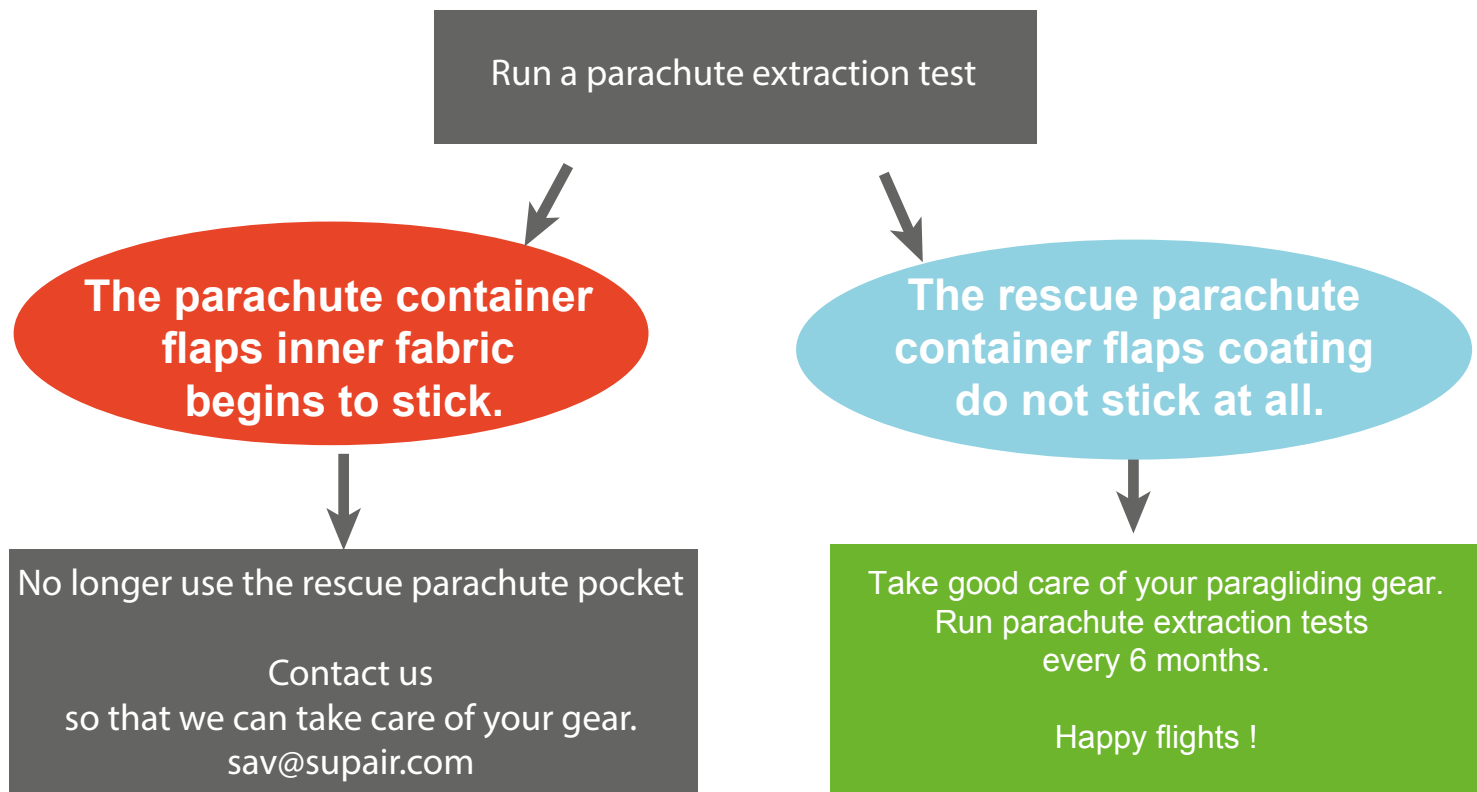 Run a parachute extraction test
The parachute container
flaps inner fabric
begins to stick.
The rescue parachute
container flaps coating
do not stick at all.
No longer use the rescue parachute pocket
Contact us
so that we can take care of your gear.
sav@supair.com
Take good care of your paragliding gear.
Run parachute extraction tests
every 6 months.
Happy flights !